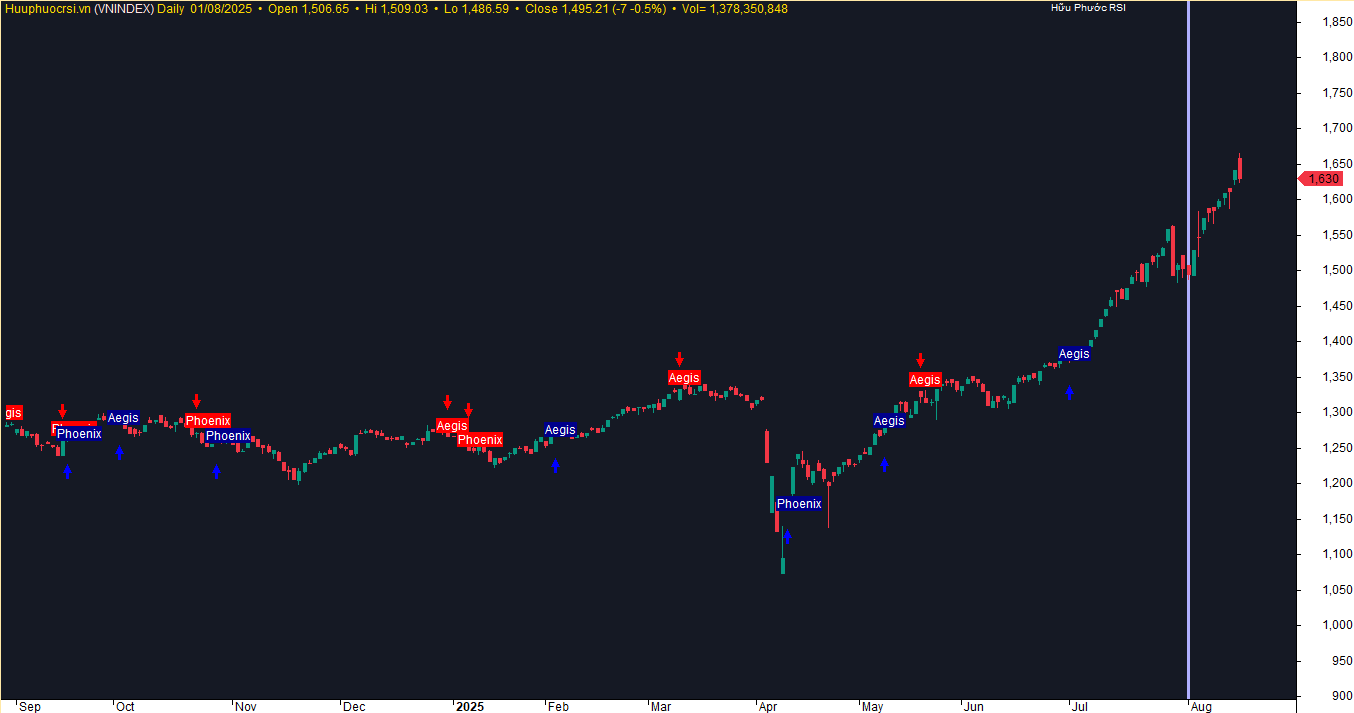 Huuphuocrsi.vn (VNINDEX) Daily 01/08/2025 • Open 1,506.65 • Hi 1,509.03 • Lo 1,486.59 • Close 1,495.21 (-7 -0.5%) • Vol= 1,378,350,848
Hữu Phước RSI
1,850
1,800
1,750
1,700
1,650
1,630
1,600
1,550
1,500
1,450
1,400
Aegis
1,350
Aegis
Aegis
1,300
gis
Aegis
Phoenix
Aegis
Aegis
Phoenix
Phoenix
Aegis
Phoenix
1,250
1,200
Phoenix
1,150
1,100
1,050
1,000
950
900
Sep Oct Nov Dec 2025 Feb Mar Apr May Jun Jul Aug